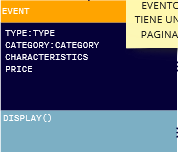 EVENT
EVENTO
TIENE UN
PAGINA
TYPE:TYPE
CATEGORY:CATEGORY
CHARACTERISTICS
PRICE
DISPLAY()